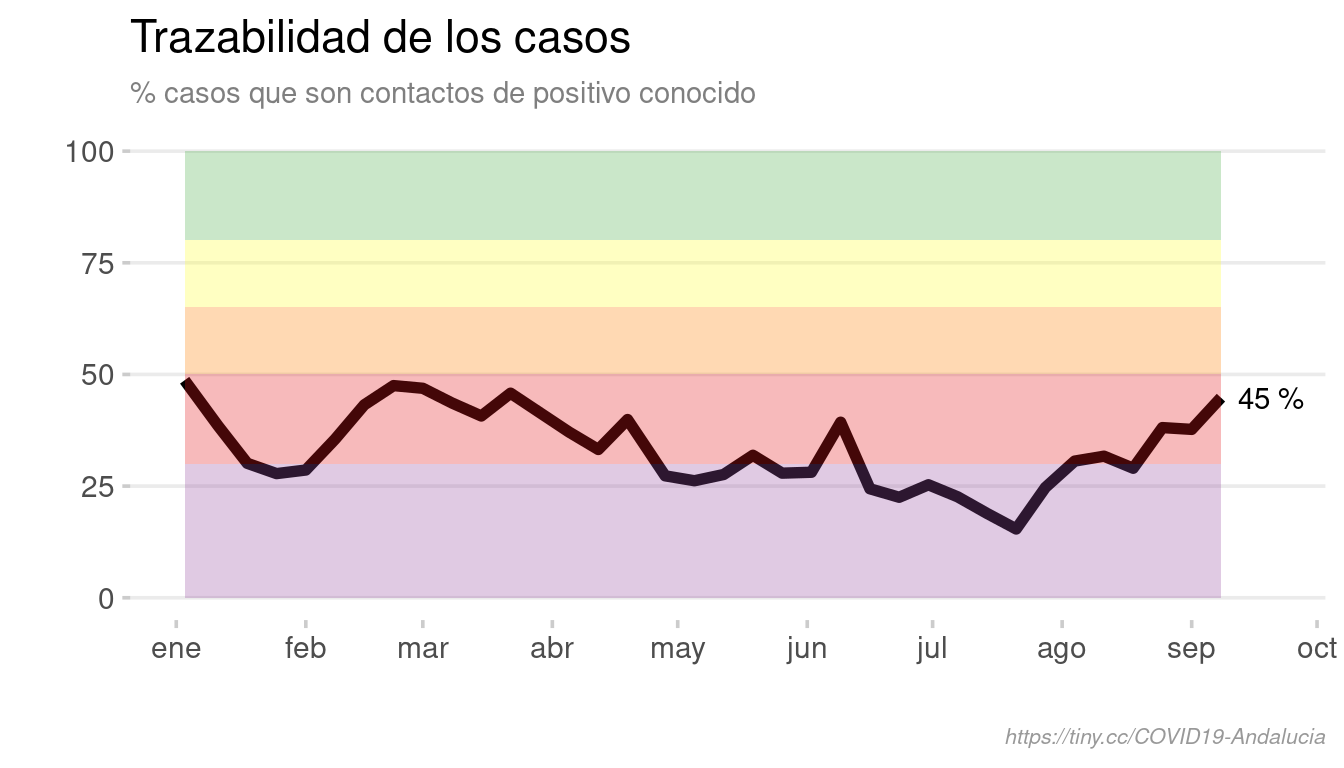 Trazabilidad de los casos
% casos que son contactos de positivo conocido
100
75
50
45 %
25
0
ene feb mar abr may jun jul ago sep oct
https://tiny.cc/COVID19-Andalucia